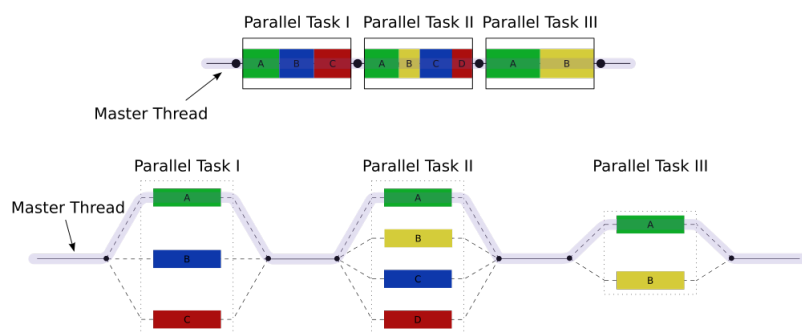 Parallel Task I Parallel Task II Parallel Task III
A B C A B C D A B
Master Thread
Parallel Task I Parallel Task II Parallel Task III
A A
Master Thread
A
B
B
C
B
C D